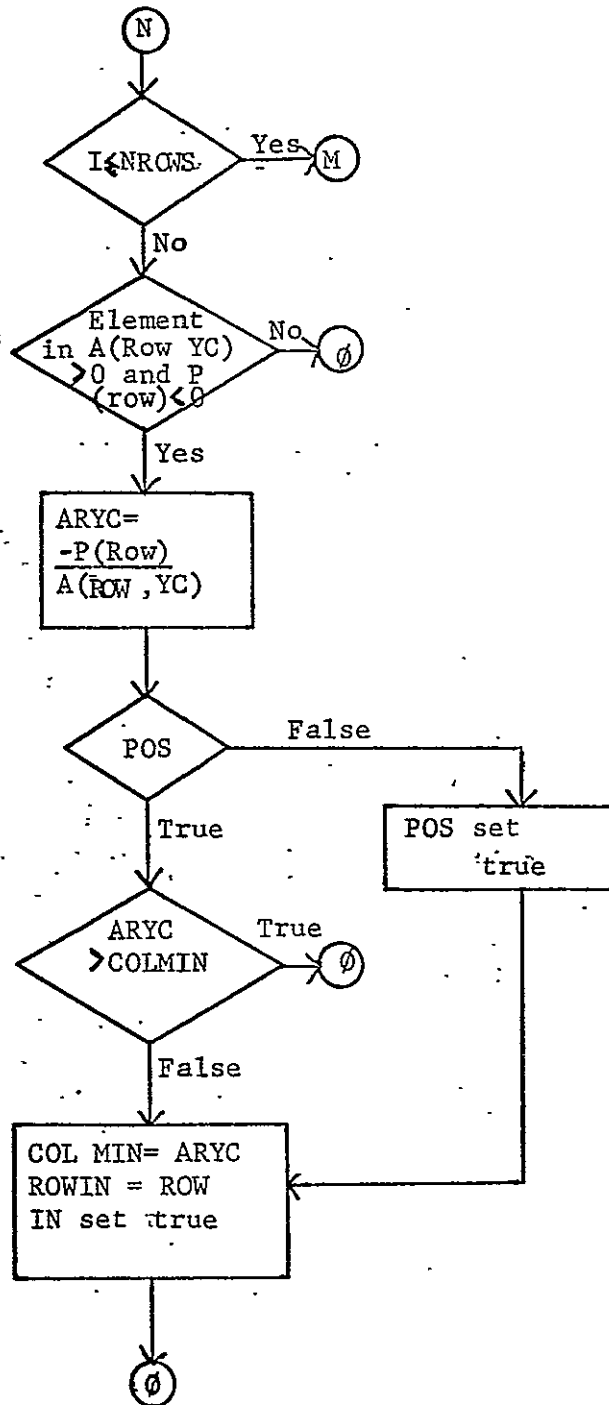 N
I≤NROWS
Yes
M
No
Element
in A(Row YC)
>0 and P
(row)<0
No
Ø
Yes
ARYC=
-P(Row)
A(ROW,YC)
POS
False
True
POS set
true
ARYC
>COLMIN
True
Ø
False
COL MIN= ARYC
ROWIN = ROW
IN set true
Ø